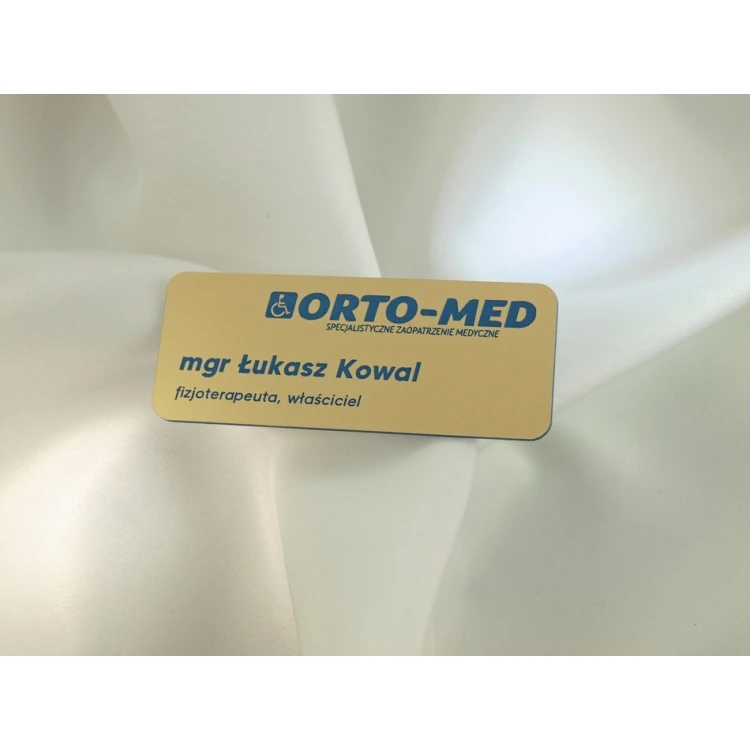 ORTO-MED
SPECJALISTYCZNE ZAOPATRZENIE MEDYCZNE
mgr Łukasz Kowal
fizjoterapeuta, właściciel